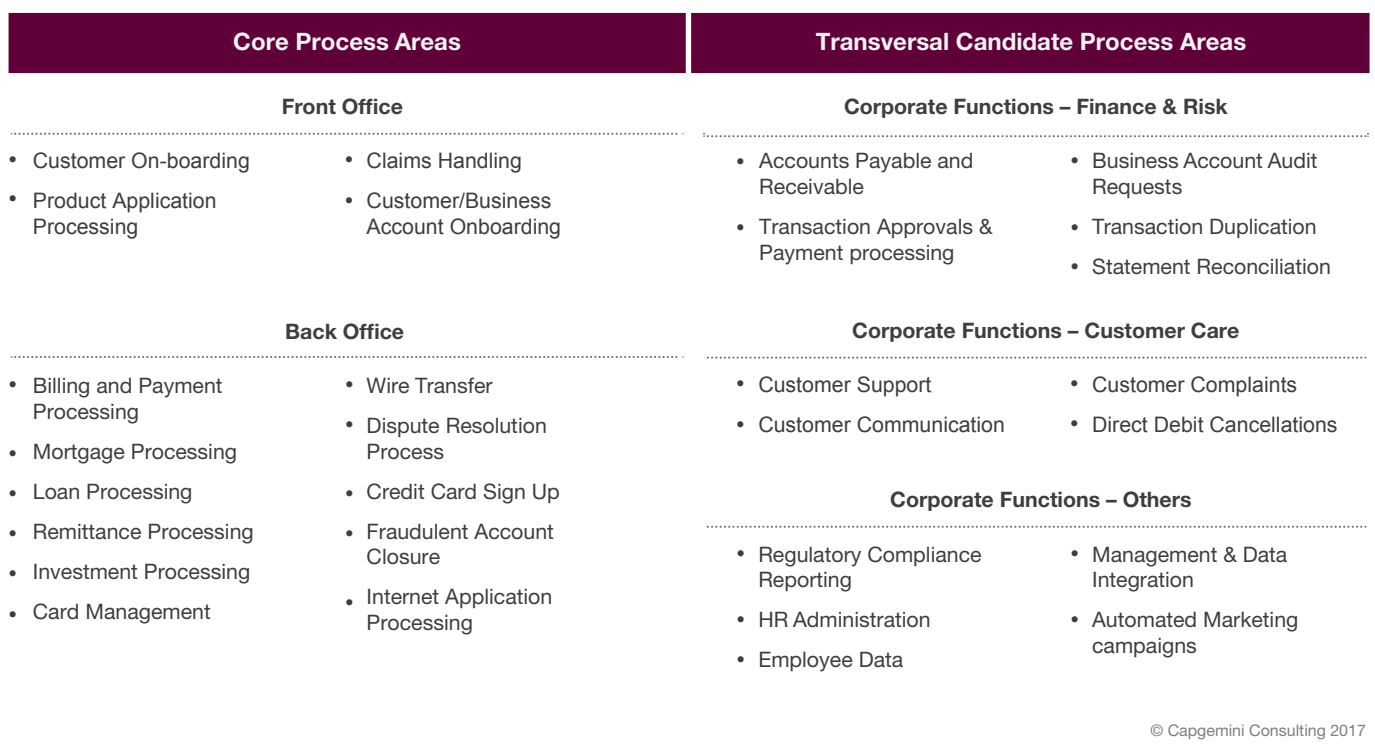 Core Process Areas
Front Office
• Customer On-boarding
• Product Application
Processing
• Claims Handling
• Customer/Business
Account Onboarding
Back Office
• Billing and Payment
Processing
• Mortgage Processing
• Loan Processing
• Remittance Processing
• Investment Processing
• Card Management
• Wire Transfer
• Dispute Resolution
Process
• Credit Card Sign Up
• Fraudulent Account
Closure
• Internet Application
Processing
Transversal Candidate Process Areas
Corporate Functions – Finance & Risk
• Accounts Payable and
Receivable
• Transaction Approvals &
Payment processing
• Business Account Audit
Requests
• Transaction Duplication
• Statement Reconciliation
Corporate Functions – Customer Care
• Customer Support
• Customer Communication
• Customer Complaints
• Direct Debit Cancellations
Corporate Functions – Others
• Regulatory Compliance
Reporting
• HR Administration
• Employee Data
• Management & Data
Integration
• Automated Marketing
campaigns
© Capgemini Consulting 2017